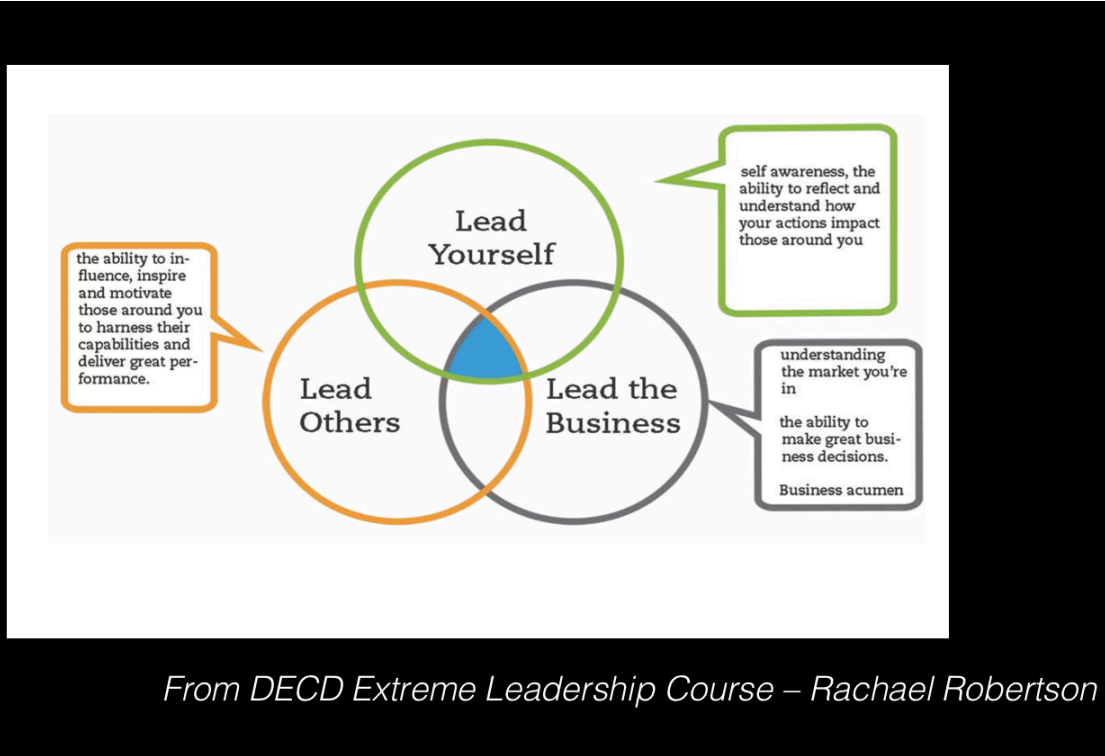 Lead
Yourself
self awareness, the
ability to reflect and
understand how
your actions impact
those around you
the ability to in-
fluence, inspire
and motivate
those around you
to harness their
capabilities and
deliver great per-
formance.
Lead
Others
Lead the
Business
understanding
the market you're
in
the ability to
make great busi-
ness decisions.
Business acumen
From DECD Extreme Leadership Course – Rachael Robertson